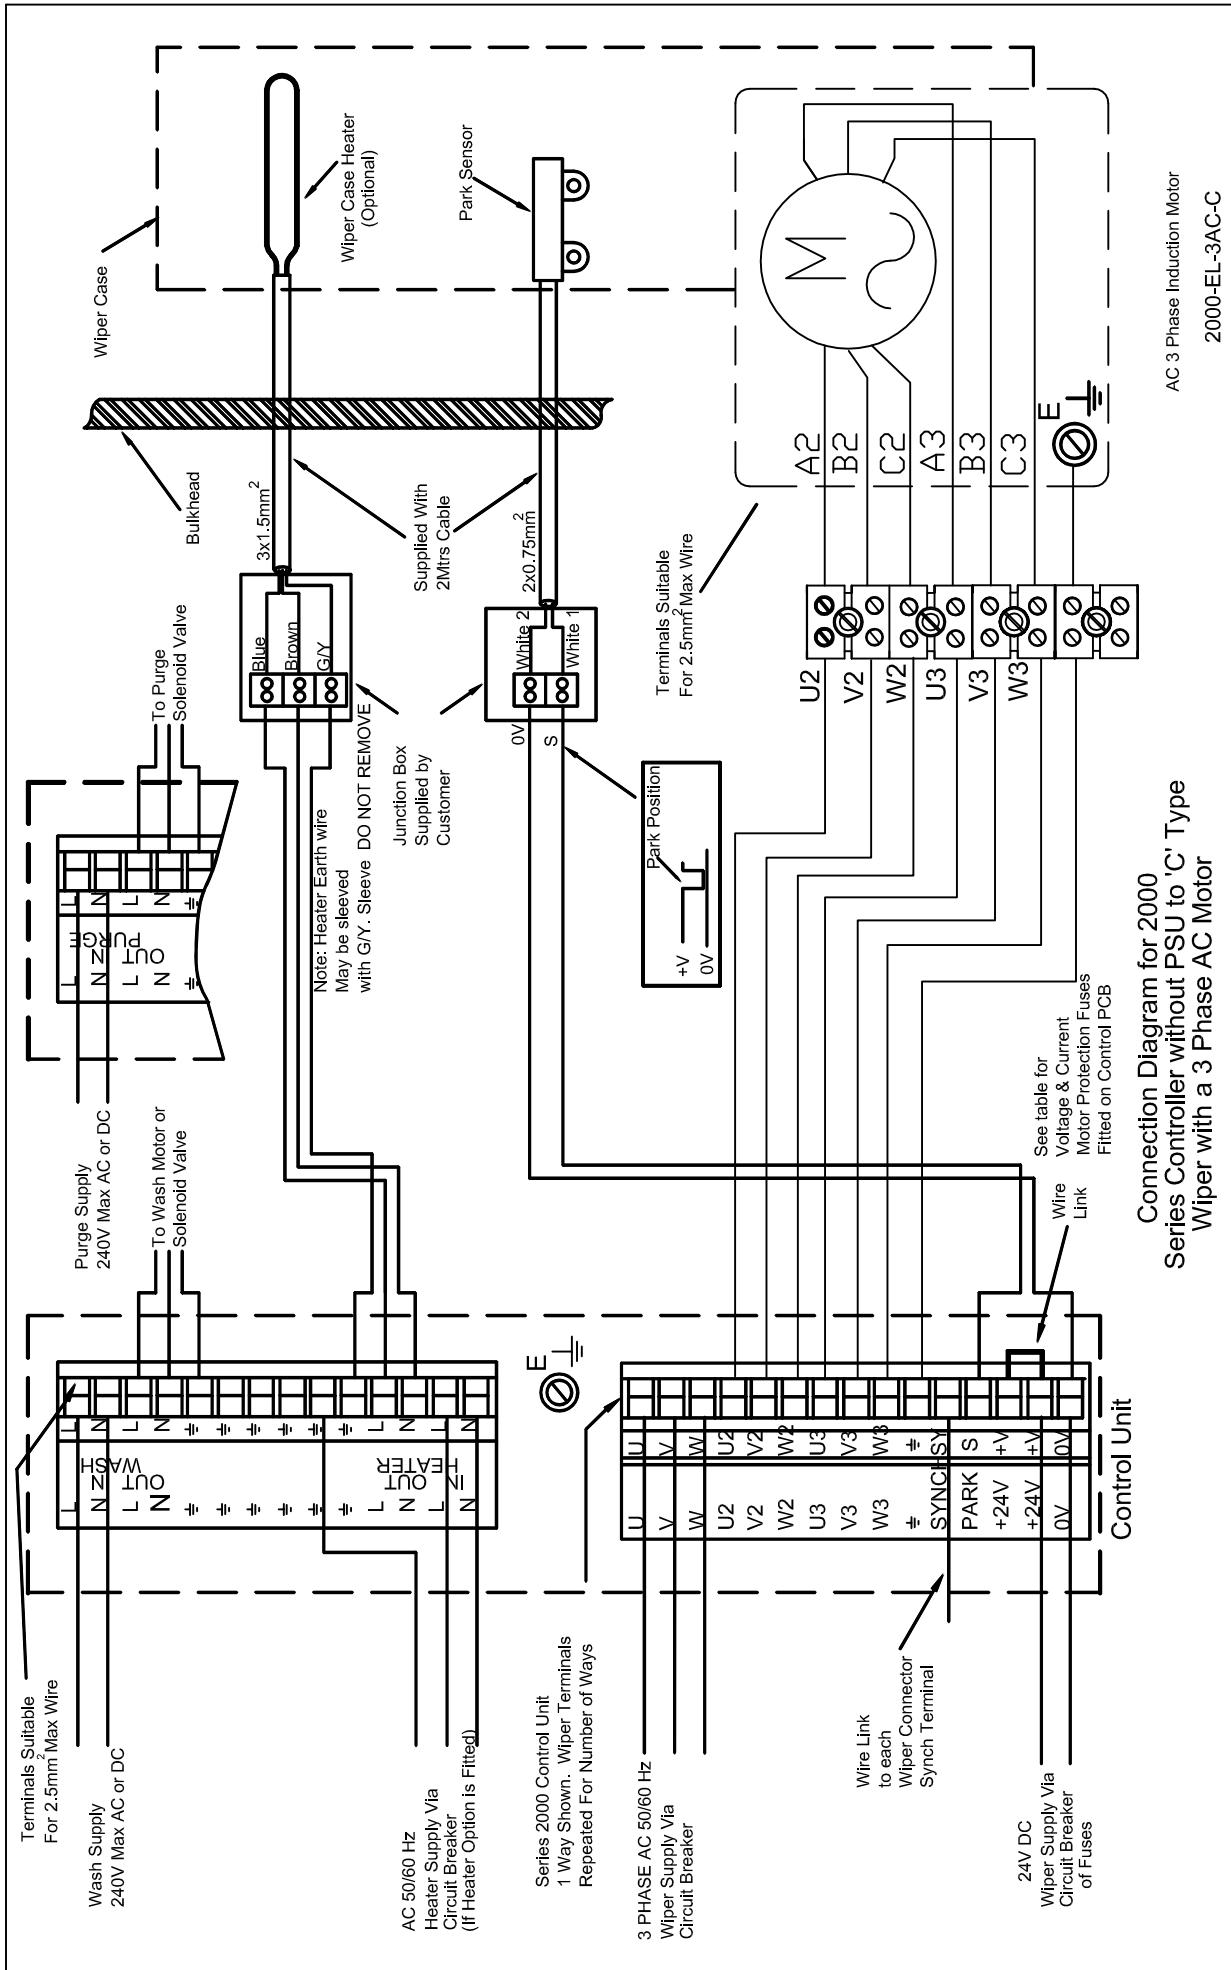 Terminals Suitable
For 2.5mm² Max Wire
Wash Supply
240V Max AC or DC
AC 50/60 Hz
Heater Supply Via
Circuit Breaker
(If Heater Option is Fitted)
Series 2000 Control Unit
1 Way Shown. Wiper Terminals
Repeated For Number of Ways
3 PHASE AC 50/60 Hz
Wiper Supply Via
Circuit Breaker
Wire Link
to each
Wiper Connector
Synch Terminal
24V DC
Wiper Supply Via
Circuit Breaker
of Fuses
L
N
L
N
L
N
L
N
IN
OUT
WASH
OUT
IN
HEATER
L
N
L
N
L
N
L
N
E
U
V
W
U2
V2
W2
U3
V3
W3
SYNCH
PARK
+24V
+24V
0V
U
V
W
U2
V2
W2
U3
V3
W3
SY
S
+V
+V
0V
Control Unit
Purge Supply
240V Max AC or DC
To Wash Motor or
Solenoid Valve
L
N
L
N
IN
OUT
PURGE
L
N
L
N
To Purge
Solenoid Valve
Note: Heater Earth wire
May be sleeved
with G/Y. Sleeve DO NOT REMOVE
Wire
Link
See table for
Voltage & Current
Motor Protection Fuses
Fitted on Control PCB
Junction Box
Supplied by
Customer
Blue
Brown
G/Y
3x1.5mm²
0V
S
White 2
White 1
2x0.75mm²
Park Position
+V
0V
Supplied With
2Mtrs Cable
Bulkhead
Wiper Case
Wiper Case Heater
(Optional)
Park Sensor
Terminals Suitable
For 2.5mm² Max Wire
U2
V2
W2
U3
V3
W3
A2
B2
C2
A3
B3
C3
E
M
AC 3 Phase Induction Motor
2000-EL-3AC-C
Connection Diagram for 2000
Series Controller without PSU to 'C' Type
Wiper with a 3 Phase AC Motor